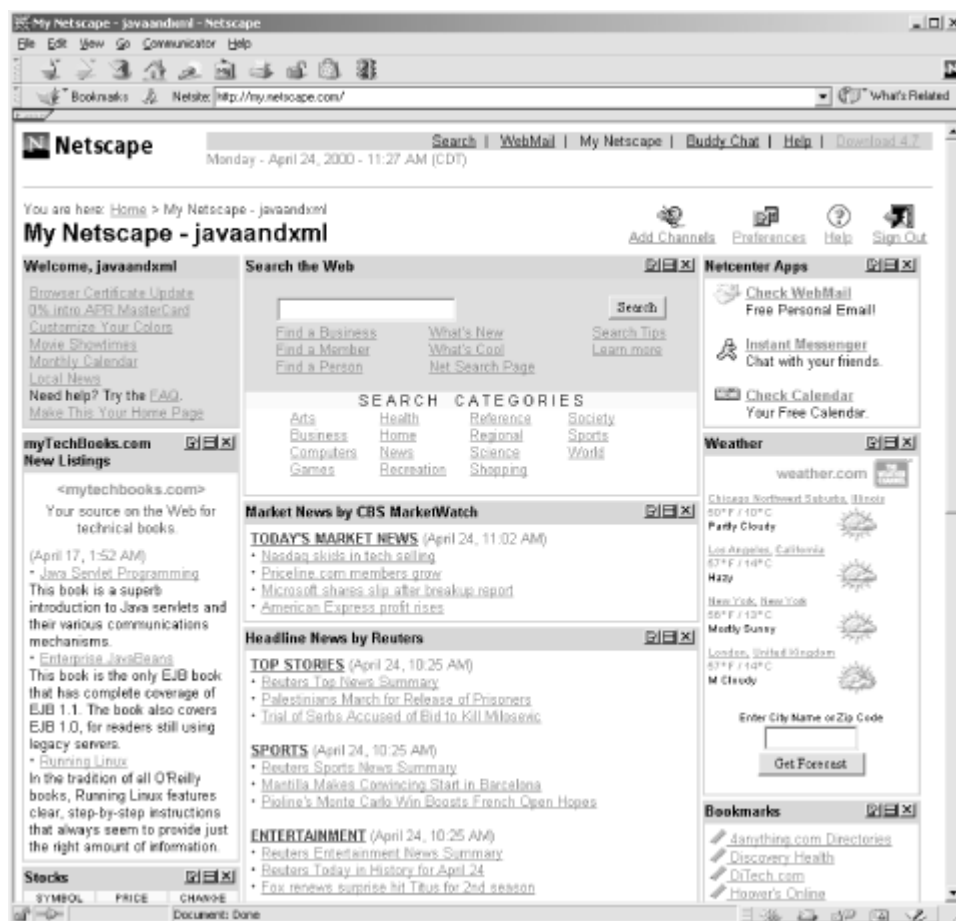 My Netscape - javaandxml - Netscape
File Edit View Go Communicator Help
Bookmarks Netsite: http://my.netscape.com/ What's Related
N Netscape
Search | WebMail | My Netscape | Buddy Chat | Help | Download 4.7
Monday - April 24, 2000 - 11:27 AM (CDT)
You are here: Home > My Netscape - javaandxml
My Netscape - javaandxml
Add Channels Preferences Help Sign Out
Welcome, javaandxml
Browser Certificate Update
0% intro APR MasterCard
Customize Your Colors
Movie Showtimes
Monthly Calendar
Local News
Need help? Try the FAQ.
Make This Your Home Page
myTechBooks.com
New Listings
<mytechbooks.com>
Your source on the Web for
technical books.
(April 17, 1:52 AM)
• Java Servlet Programming
This book is a superb
introduction to Java servlets and
their various communications
mechanisms.
• Enterprise JavaBeans
This book is the only EJB book
that has complete coverage of
EJB 1.1. The book also covers
EJB 1.0, for readers still using
legacy servers.
• Running Linux
In the tradition of all O'Reilly
books, Running Linux features
clear, step-by-step instructions
that always seem to provide just
the right amount of information.
Stocks
SYMBOL PRICE CHANGE
Search the Web
Search
Find a Business What's New Search Tips
Find a Member What's Cool Learn more
Find a Person Net Search Page
SEARCH CATEGORIES
Arts Health Reference Society
Business Home Regional Sports
Computers News Science World
Games Recreation Shopping
Market News by CBS MarketWatch
TODAY'S MARKET NEWS (April 24, 11:02 AM)
• Nasdaq skids in tech selling
• Priceline.com members grow
• Microsoft shares slip after breakup report
• American Express profit rises
Headline News by Reuters
TOP STORIES (April 24, 10:25 AM)
• Reuters Top News Summary
• Palestinians March for Release of Prisoners
• Trial of Serbs Accused of Bid to Kill Milosevic
SPORTS (April 24, 10:25 AM)
• Reuters Sports News Summary
• Mantilla Makes Convincing Start in Barcelona
• Pioline's Monte Carlo Win Boosts French Open Hopes
ENTERTAINMENT (April 24, 10:25 AM)
• Reuters Entertainment News Summary
• Reuters Today in History for April 24
• Fox renews surprise hit Titus for 2nd season
Netcenter Apps
Check WebMail
Free Personal Email!
Instant Messenger
Chat with your friends.
Check Calendar
Your Free Calendar.
Weather
weather.com
Chicago Northwest Suburbs, Illinois
50°F / 10°C
Partly Cloudy
Los Angeles, California
57°F / 14°C
Hazy
New York, New York
56°F / 13°C
Mostly Sunny
London, United Kingdom
57°F / 14°C
M Cloudy
Enter City Name or Zip Code
Get Forecast
Bookmarks
4anything.com Directories
Discovery Health
DiTech.com
Hoover's Online
Document: Done